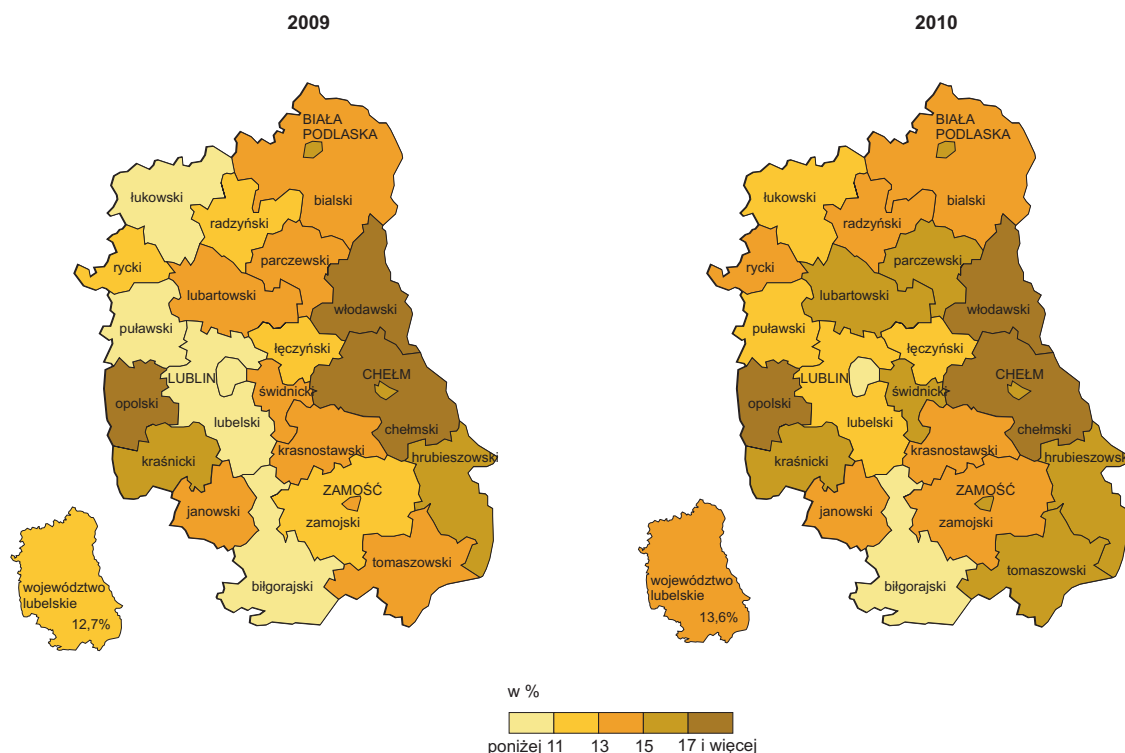 2009
BIAŁA
PODLASKA
łukowski
bialski
radzyński
rycki
parczewski
lubartowski
włodawski
puławski
łęczyński
LUBLIN
CHEŁM
świdnicki
opolski
lubelski
chełmski
krasnostawski
hrubieszowski
kraśnicki
ZAMOŚĆ
janowski
zamojski
tomaszowski
biłgorajski
województwo
lubelskie
12,7%
2010
BIAŁA
PODLASKA
łukowski
bialski
radzyński
rycki
parczewski
lubartowski
włodawski
puławski
łęczyński
LUBLIN
CHEŁM
świdnicki
opolski
lubelski
chełmski
krasnostawski
hrubieszowski
kraśnicki
ZAMOŚĆ
janowski
zamojski
tomaszowski
biłgorajski
województwo
lubelskie
13,6%
w %
poniżej 11 13 15 17 i więcej